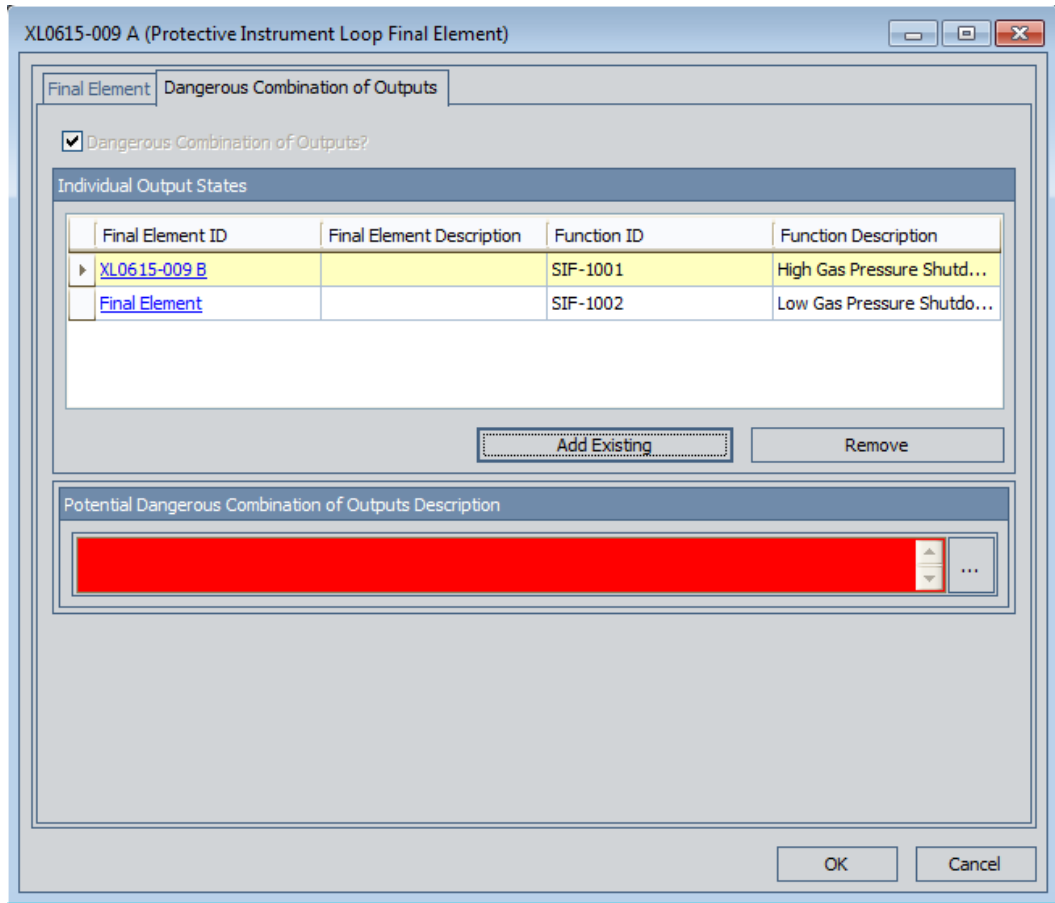 XL0615-009 A (Protective Instrument Loop Final Element)
Final Element Dangerous Combination of Outputs
Dangerous Combination of Outputs?
Individual Output States
Final Element ID Final Element Description Function ID Function Description
XL0615-009 B SIF-1001 High Gas Pressure Shutd...
Final Element SIF-1002 Low Gas Pressure Shutdo...
Add Existing Remove
Potential Dangerous Combination of Outputs Description
...
OK Cancel